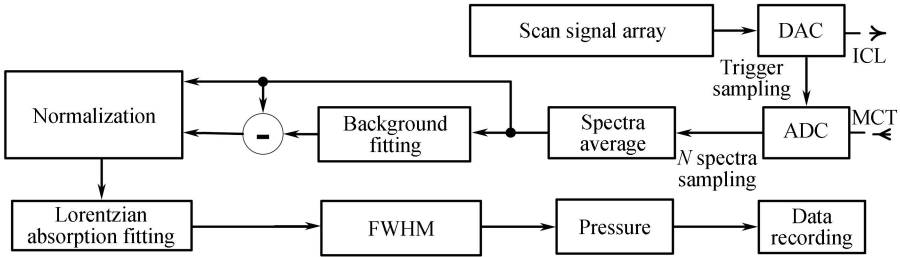 Scan signal array
DAC
ICL
Trigger
sampling
Normalization
-
Background
fitting
Spectra
average
N spectra
sampling
ADC
MCT
Lorentzian
absorption fitting
FWHM
Pressure
Data
recording